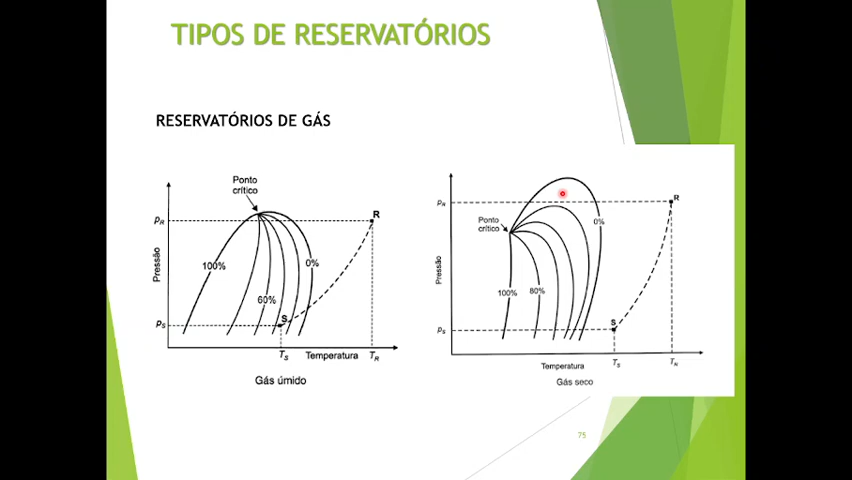 TIPOS DE RESERVATÓRIOS
RESERVATÓRIOS DE GÁS
Ponto
crítico
R
pR
Pressão
100%
0%
60%
S
pS
TS
Temperatura
TR
Gás úmido
R
pR
Ponto
crítico
0%
Pressão
100%
80%
S
pS
Temperatura
TS
Gás seco
75